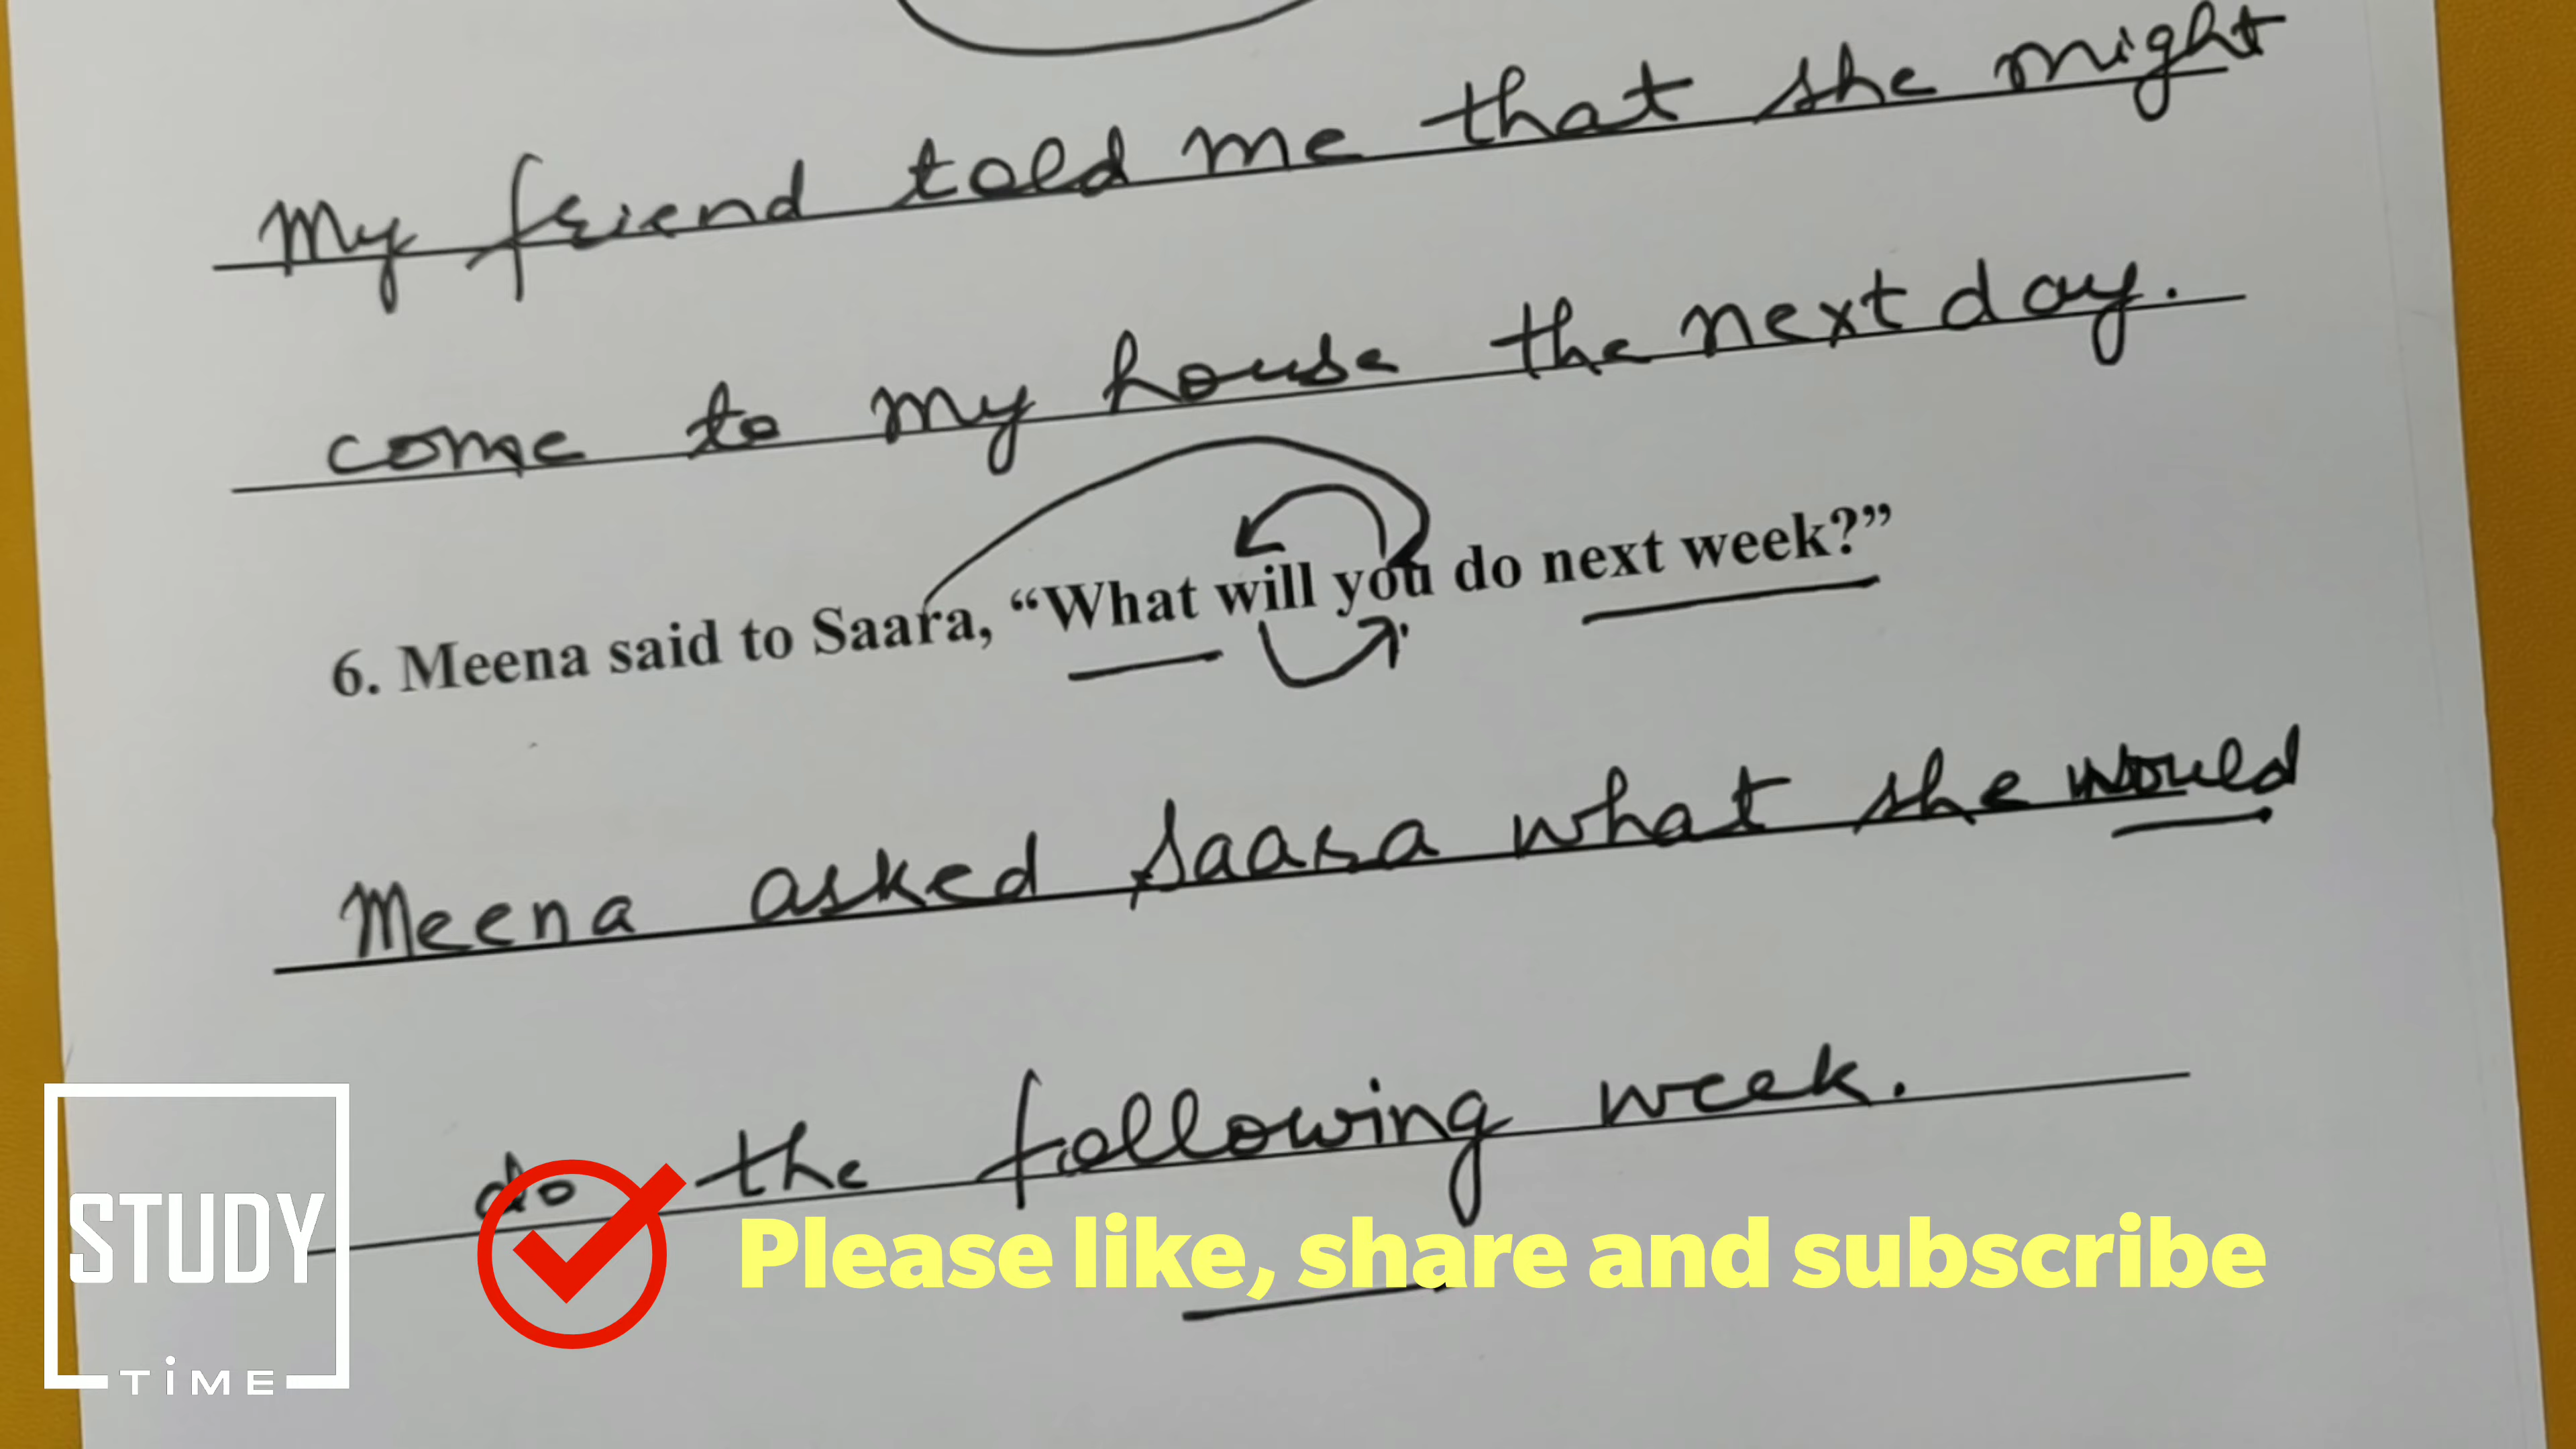 My friend told me that she might
come to my house the next day.
6. Meena said to Saara, “What will you do next week?”
Meena asked Saara what she would
do the following week.
STUDY
TiME
Please like, share and subscribe